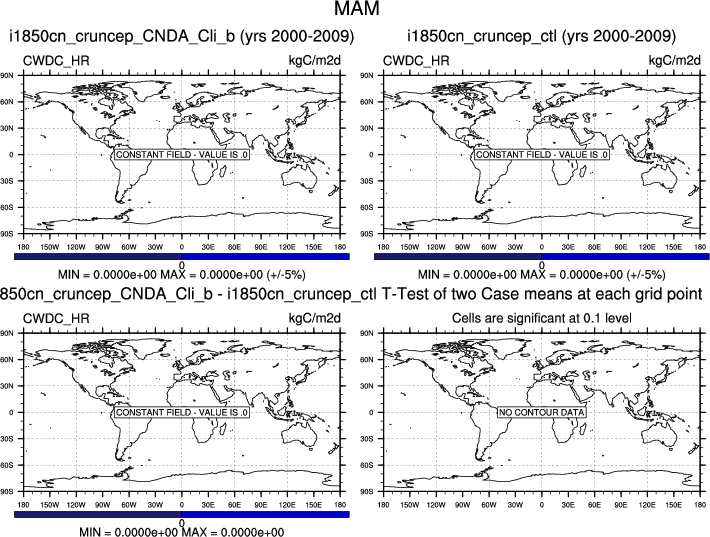 MAM
i1850cn_cruncep_CNDA_Cli_b (yrs 2000-2009)
i1850cn_cruncep_ctl (yrs 2000-2009)
CWDC_HR kgC/m2d
CWDC_HR kgC/m2d
90N
60N
30N
0
30S
60S
90S
CONSTANT FIELD - VALUE IS .0
180 150W 120W 90W 60W 30W 0 30E 60E 90E 120E 150E 180
0
MIN = 0.0000e+00 MAX = 0.0000e+00 (+/-5%)
90N
60N
30N
0
30S
60S
90S
CONSTANT FIELD - VALUE IS .0
180 150W 120W 90W 60W 30W 0 30E 60E 90E 120E 150E 180
0
MIN = 0.0000e+00 MAX = 0.0000e+00 (+/-5%)
850cn_cruncep_CNDA_Cli_b - i1850cn_cruncep_ctl
T-Test of two Case means at each grid point
CWDC_HR kgC/m2d
Cells are significant at 0.1 level
90N
60N
30N
0
30S
60S
90S
CONSTANT FIELD - VALUE IS .0
180 150W 120W 90W 60W 30W 0 30E 60E 90E 120E 150E 180
0
MIN = 0.0000e+00 MAX = 0.0000e+00
90N
60N
30N
0
30S
60S
90S
NO CONTOUR DATA
180 150W 120W 90W 60W 30W 0 30E 60E 90E 120E 150E 180